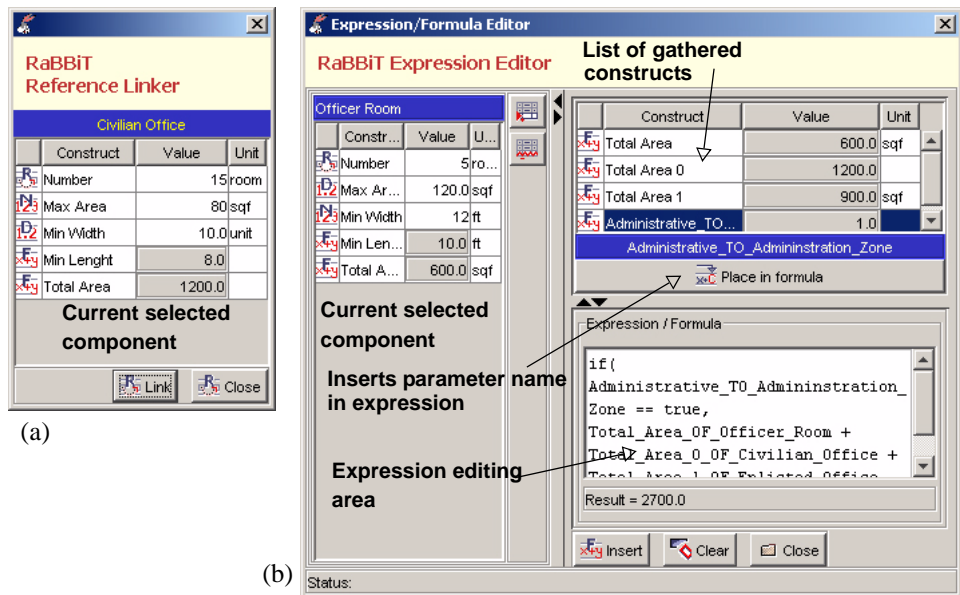 RaBBiT
Reference Linker
Civilian Office
Construct Value Unit
Number 15 room
Max Area 80 sqf
Min Width 10.0 unit
Min Lenght 8.0
Total Area 1200.0
Current selected
component
Link Close
(a)
Expression/Formula Editor
RaBBiT Expression Editor
List of gathered
constructs
Officer Room
Constr... Value U...
Number 5 ro...
Max Ar... 120.0 sqf
Min Width 12 ft
Min Len... 10.0 ft
Total A... 600.0 sqf
Current selected
component
Inserts parameter name
in expression
Expression editing
area
Construct Value Unit
Total Area 600.0 sqf
Total Area 0 1200.0
Total Area 1 900.0 sqf
Administrative_TO... 1.0
Administrative_TO_Admininstration_Zone
Place in formula
Expression / Formula
if(
Administrative_TO_Admininstration_
Zone == true,
Total_Area_OF_Officer_Room +
Total_Area_0_OF_Civilian_Office +
Total_Area_1_OF_Enlisted_Office
Result = 2700.0
Insert Clear Close
(b)
Status: